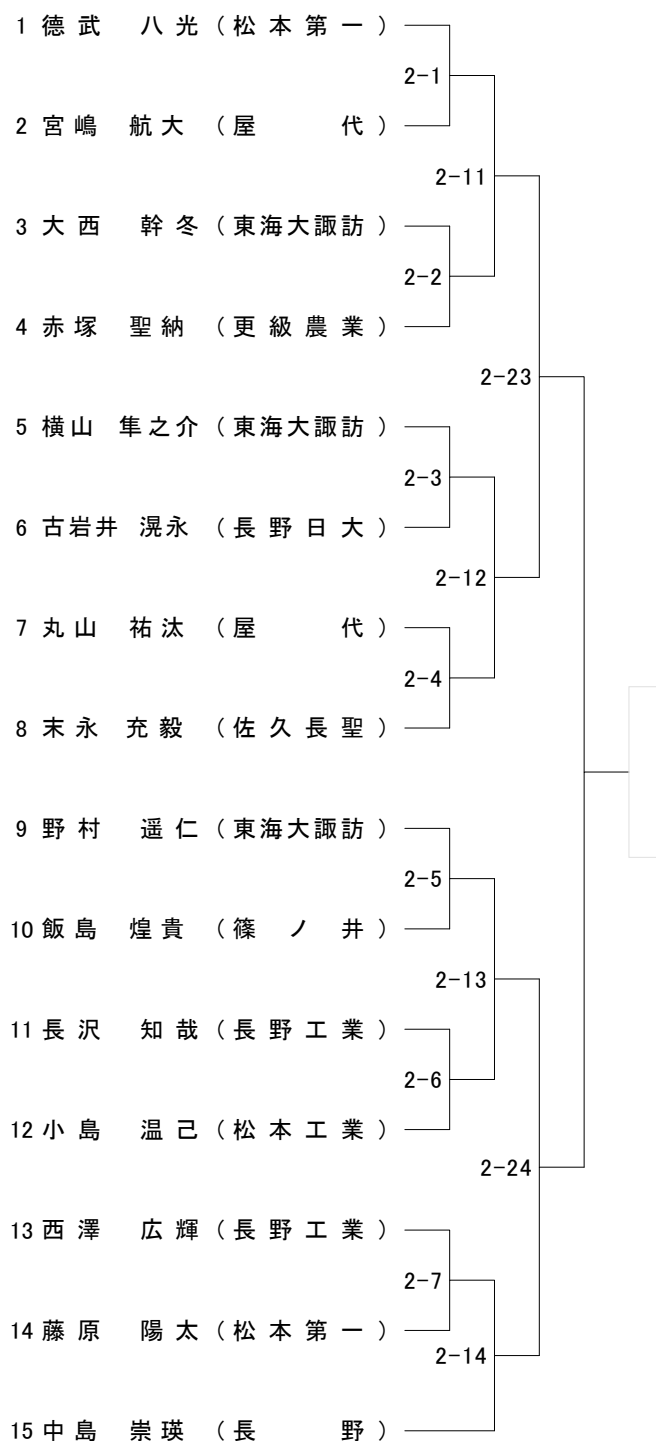 1 德武 八光（松本第一）
2-1
2 宮嶋 航大（屋 代）
2-11
3 大西 幹冬（東海大諏訪）
2-2
4 赤塚 聖納（更級農業）
2-23
5 横山 隼之介（東海大諏訪）
2-3
6 古岩井 滉永（長野日大）
2-12
7 丸山 祐汰（屋 代）
2-4
8 末永 充毅（佐久長聖）
9 野村 遥仁（東海大諏訪）
2-5
10 飯島 煌貴（篠ノ井）
2-13
11 長沢 知哉（長野工業）
2-6
12 小島 温己（松本工業）
2-24
13 西澤 広輝（長野工業）
2-7
14 藤原 陽太（松本第一）
2-14
15 中島 崇瑛（長 野）